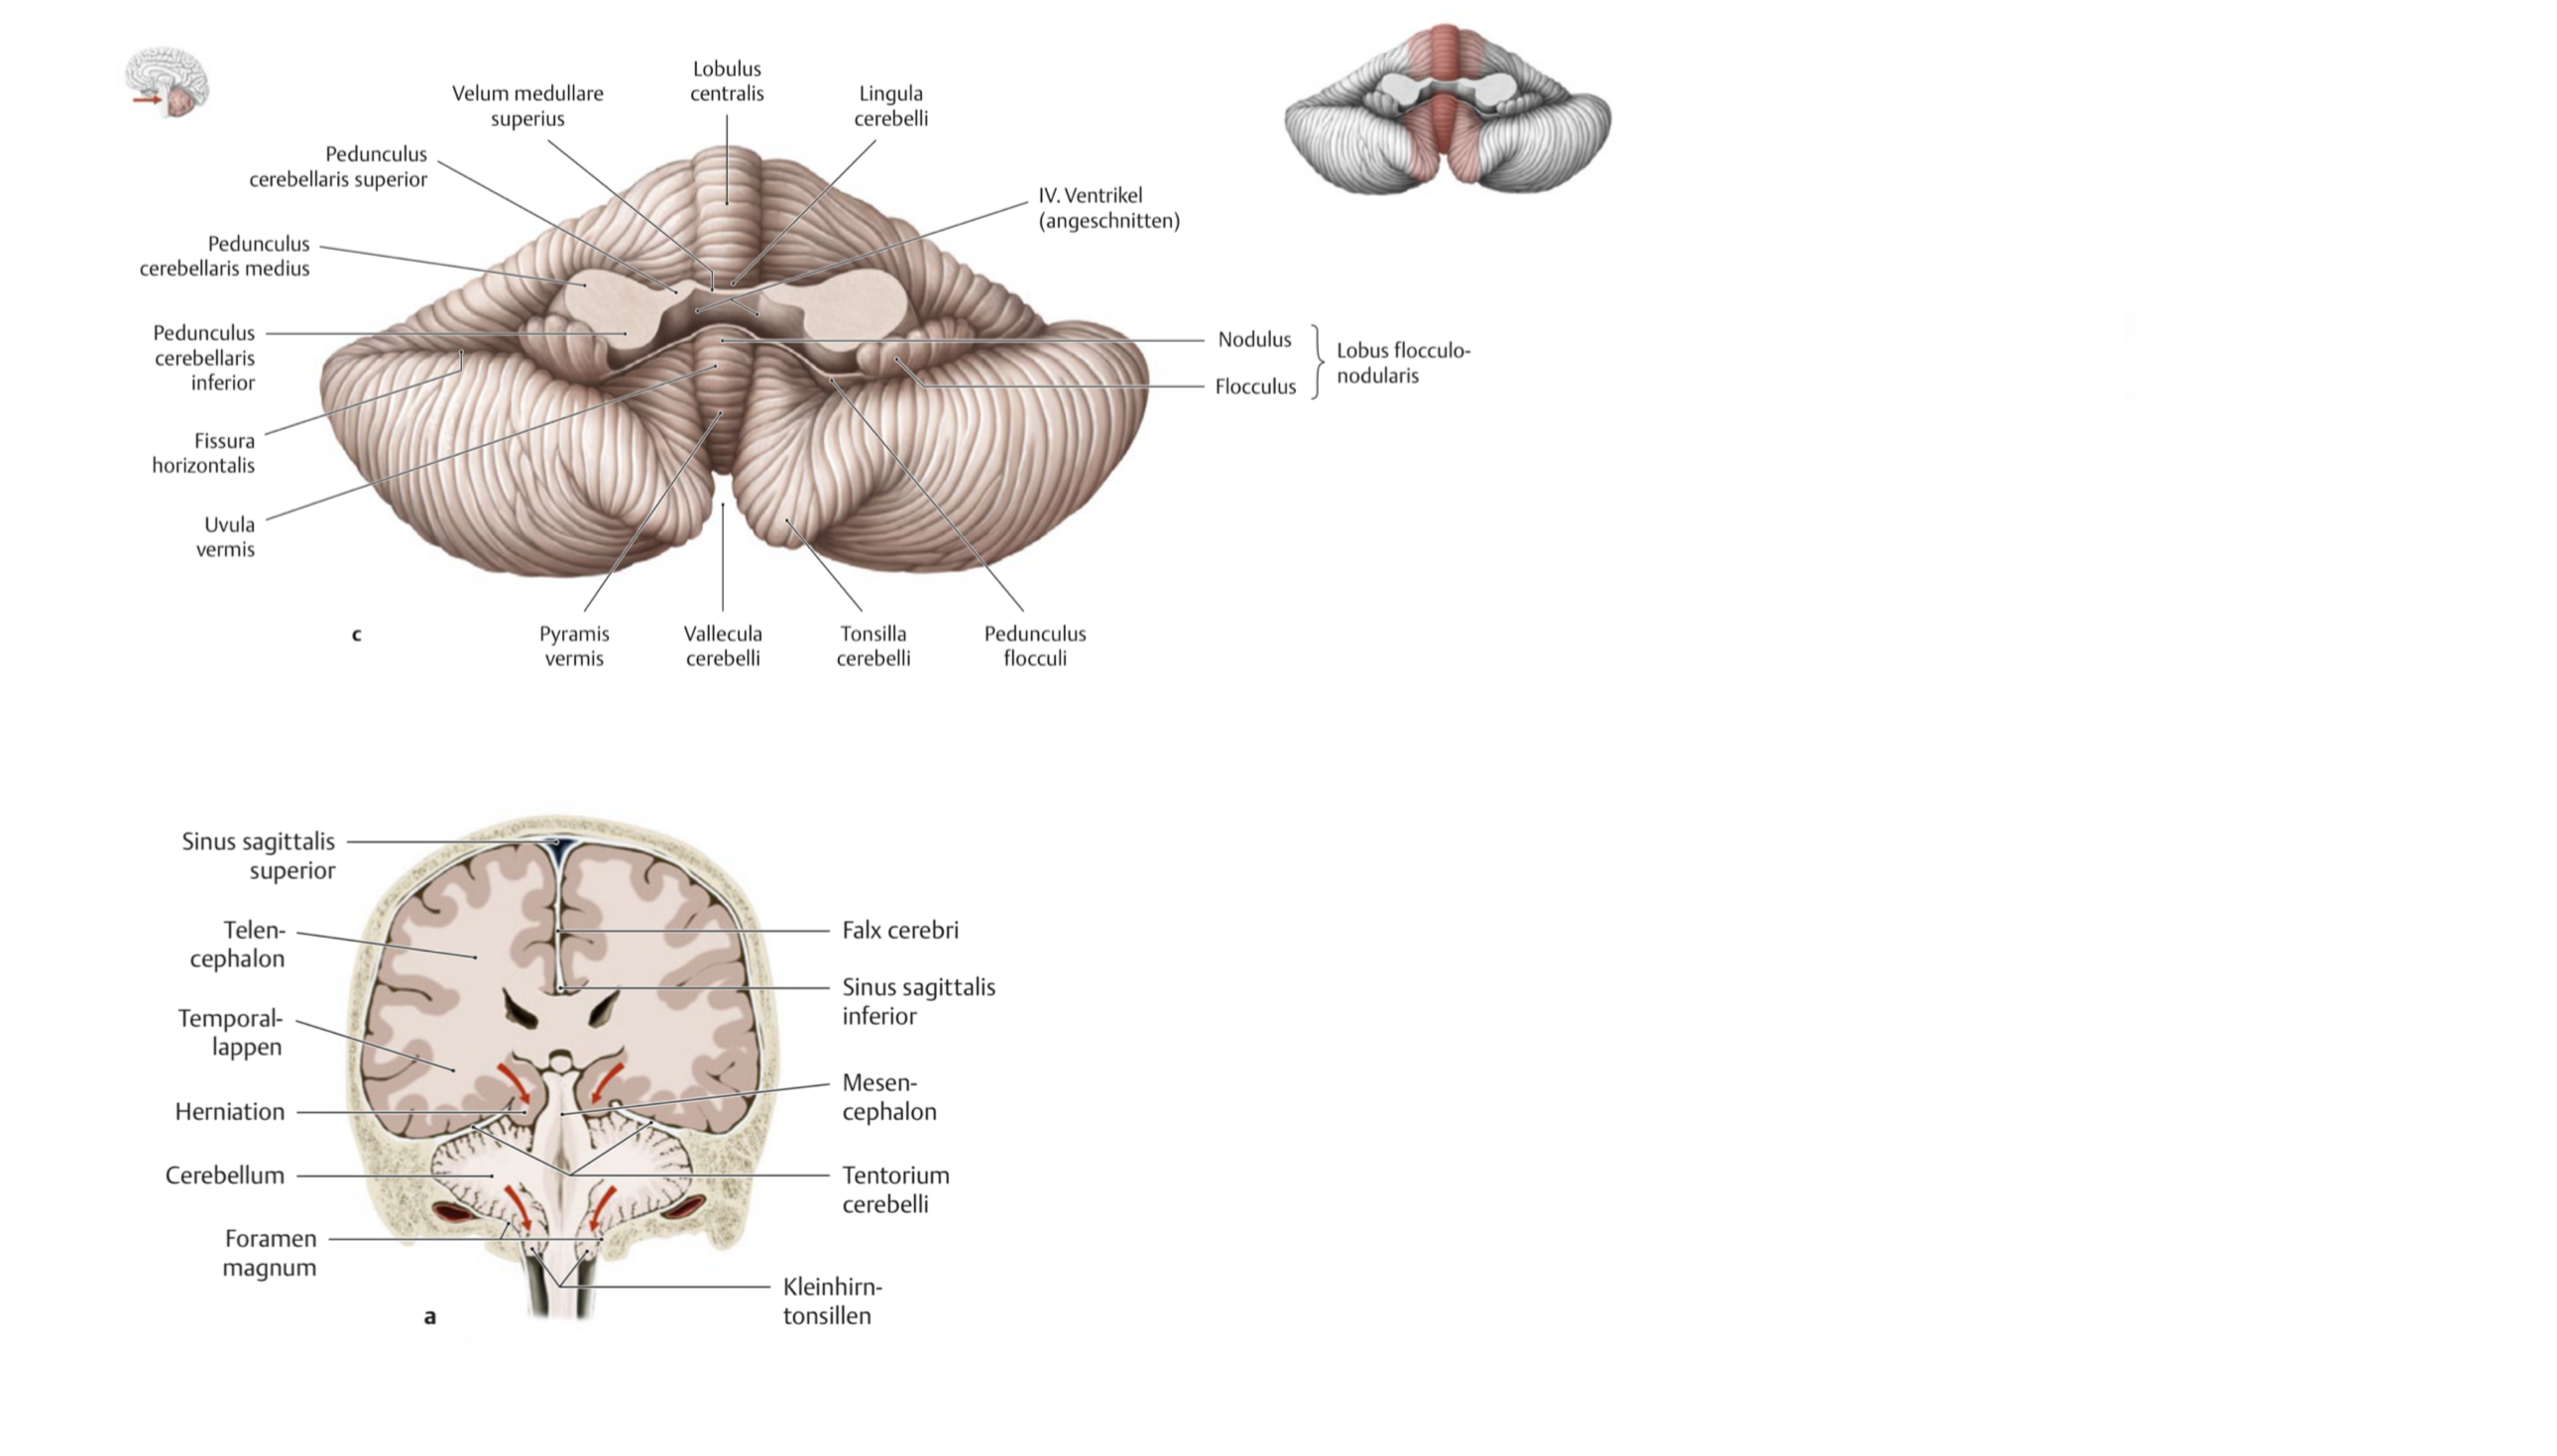 Lobulus
centralis
Velum medullare
superius
Lingula
cerebelli
Pedunculus
cerebellaris superior
IV. Ventrikel
(angeschnitten)
Pedunculus
cerebellaris medius
Pedunculus
cerebellaris
inferior
Nodulus
Flocculus
Lobus flocculo-
nodularis
Fissura
horizontalis
Uvula
vermis
c
Pyramis
vermis
Vallecula
cerebelli
Tonsilla
cerebelli
Pedunculus
flocculi
Sinus sagittalis
superior
Telen-
cephalon
Falx cerebri
Sinus sagittalis
inferior
Temporal-
lappen
Mesen-
cephalon
Herniation
Cerebellum
Tentorium
cerebelli
Foramen
magnum
Kleinhirn-
tonsillen
a